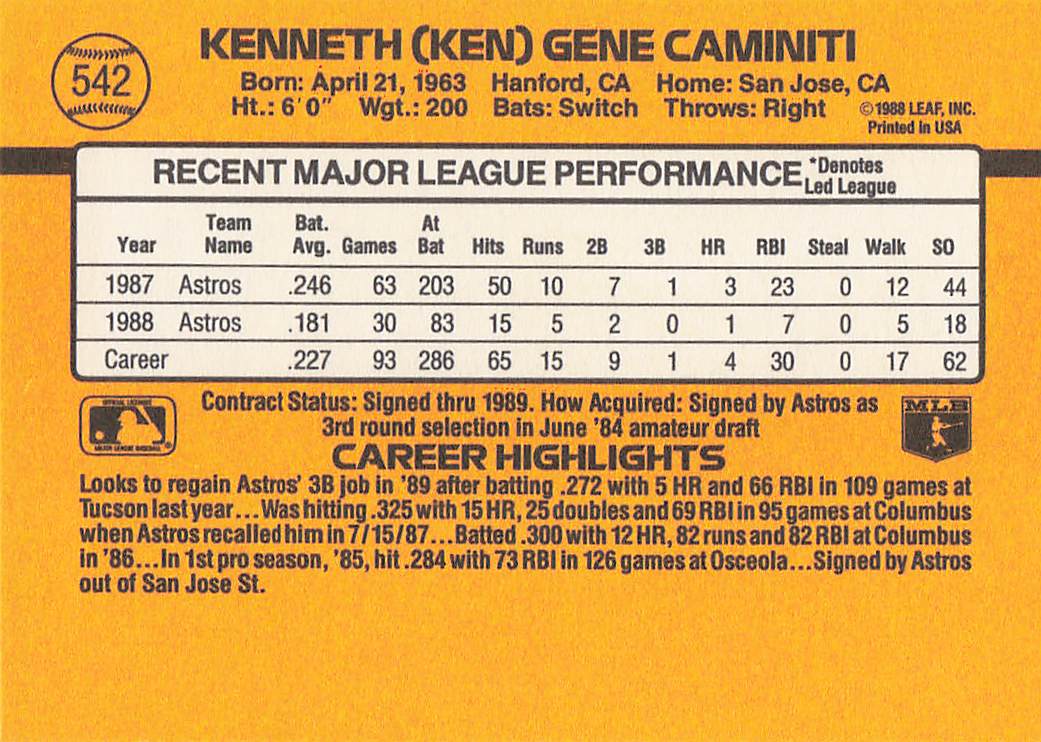 542
KENNETH (KEN) GENE CAMINITI
Born: April 21, 1963 Hanford, CA Home: San Jose, CA
Ht.: 6'0" Wgt.: 200 Bats: Switch Throws: Right
©1988 LEAF, INC.
Printed in USA
RECENT MAJOR LEAGUE PERFORMANCE *Denotes Led League
Year Team Name Bat. Avg. Games At Bat Hits Runs 2B 3B HR RBI Steal Walk SO
1987 Astros .246 63 203 50 10 7 1 3 23 0 12 44
1988 Astros .181 30 83 15 5 2 0 1 7 0 5 18
Career .227 93 286 65 15 9 1 4 30 0 17 62
OFFICIAL LICENSEE
MAJOR LEAGUE BASEBALL
®
Contract Status: Signed thru 1989. How Acquired: Signed by Astros as
3rd round selection in June '84 amateur draft
MLB
CAREER HIGHLIGHTS
Looks to regain Astros' 3B job in '89 after batting .272 with 5 HR and 66 RBI in 109 games at
Tucson last year...Was hitting .325 with 15 HR, 25 doubles and 69 RBI in 95 games at Columbus
when Astros recalled him in 7/15/87...Batted .300 with 12 HR, 82 runs and 82 RBI at Columbus
in '86...In 1st pro season, '85, hit .284 with 73 RBI in 126 games at Osceola...Signed by Astros
out of San Jose St.